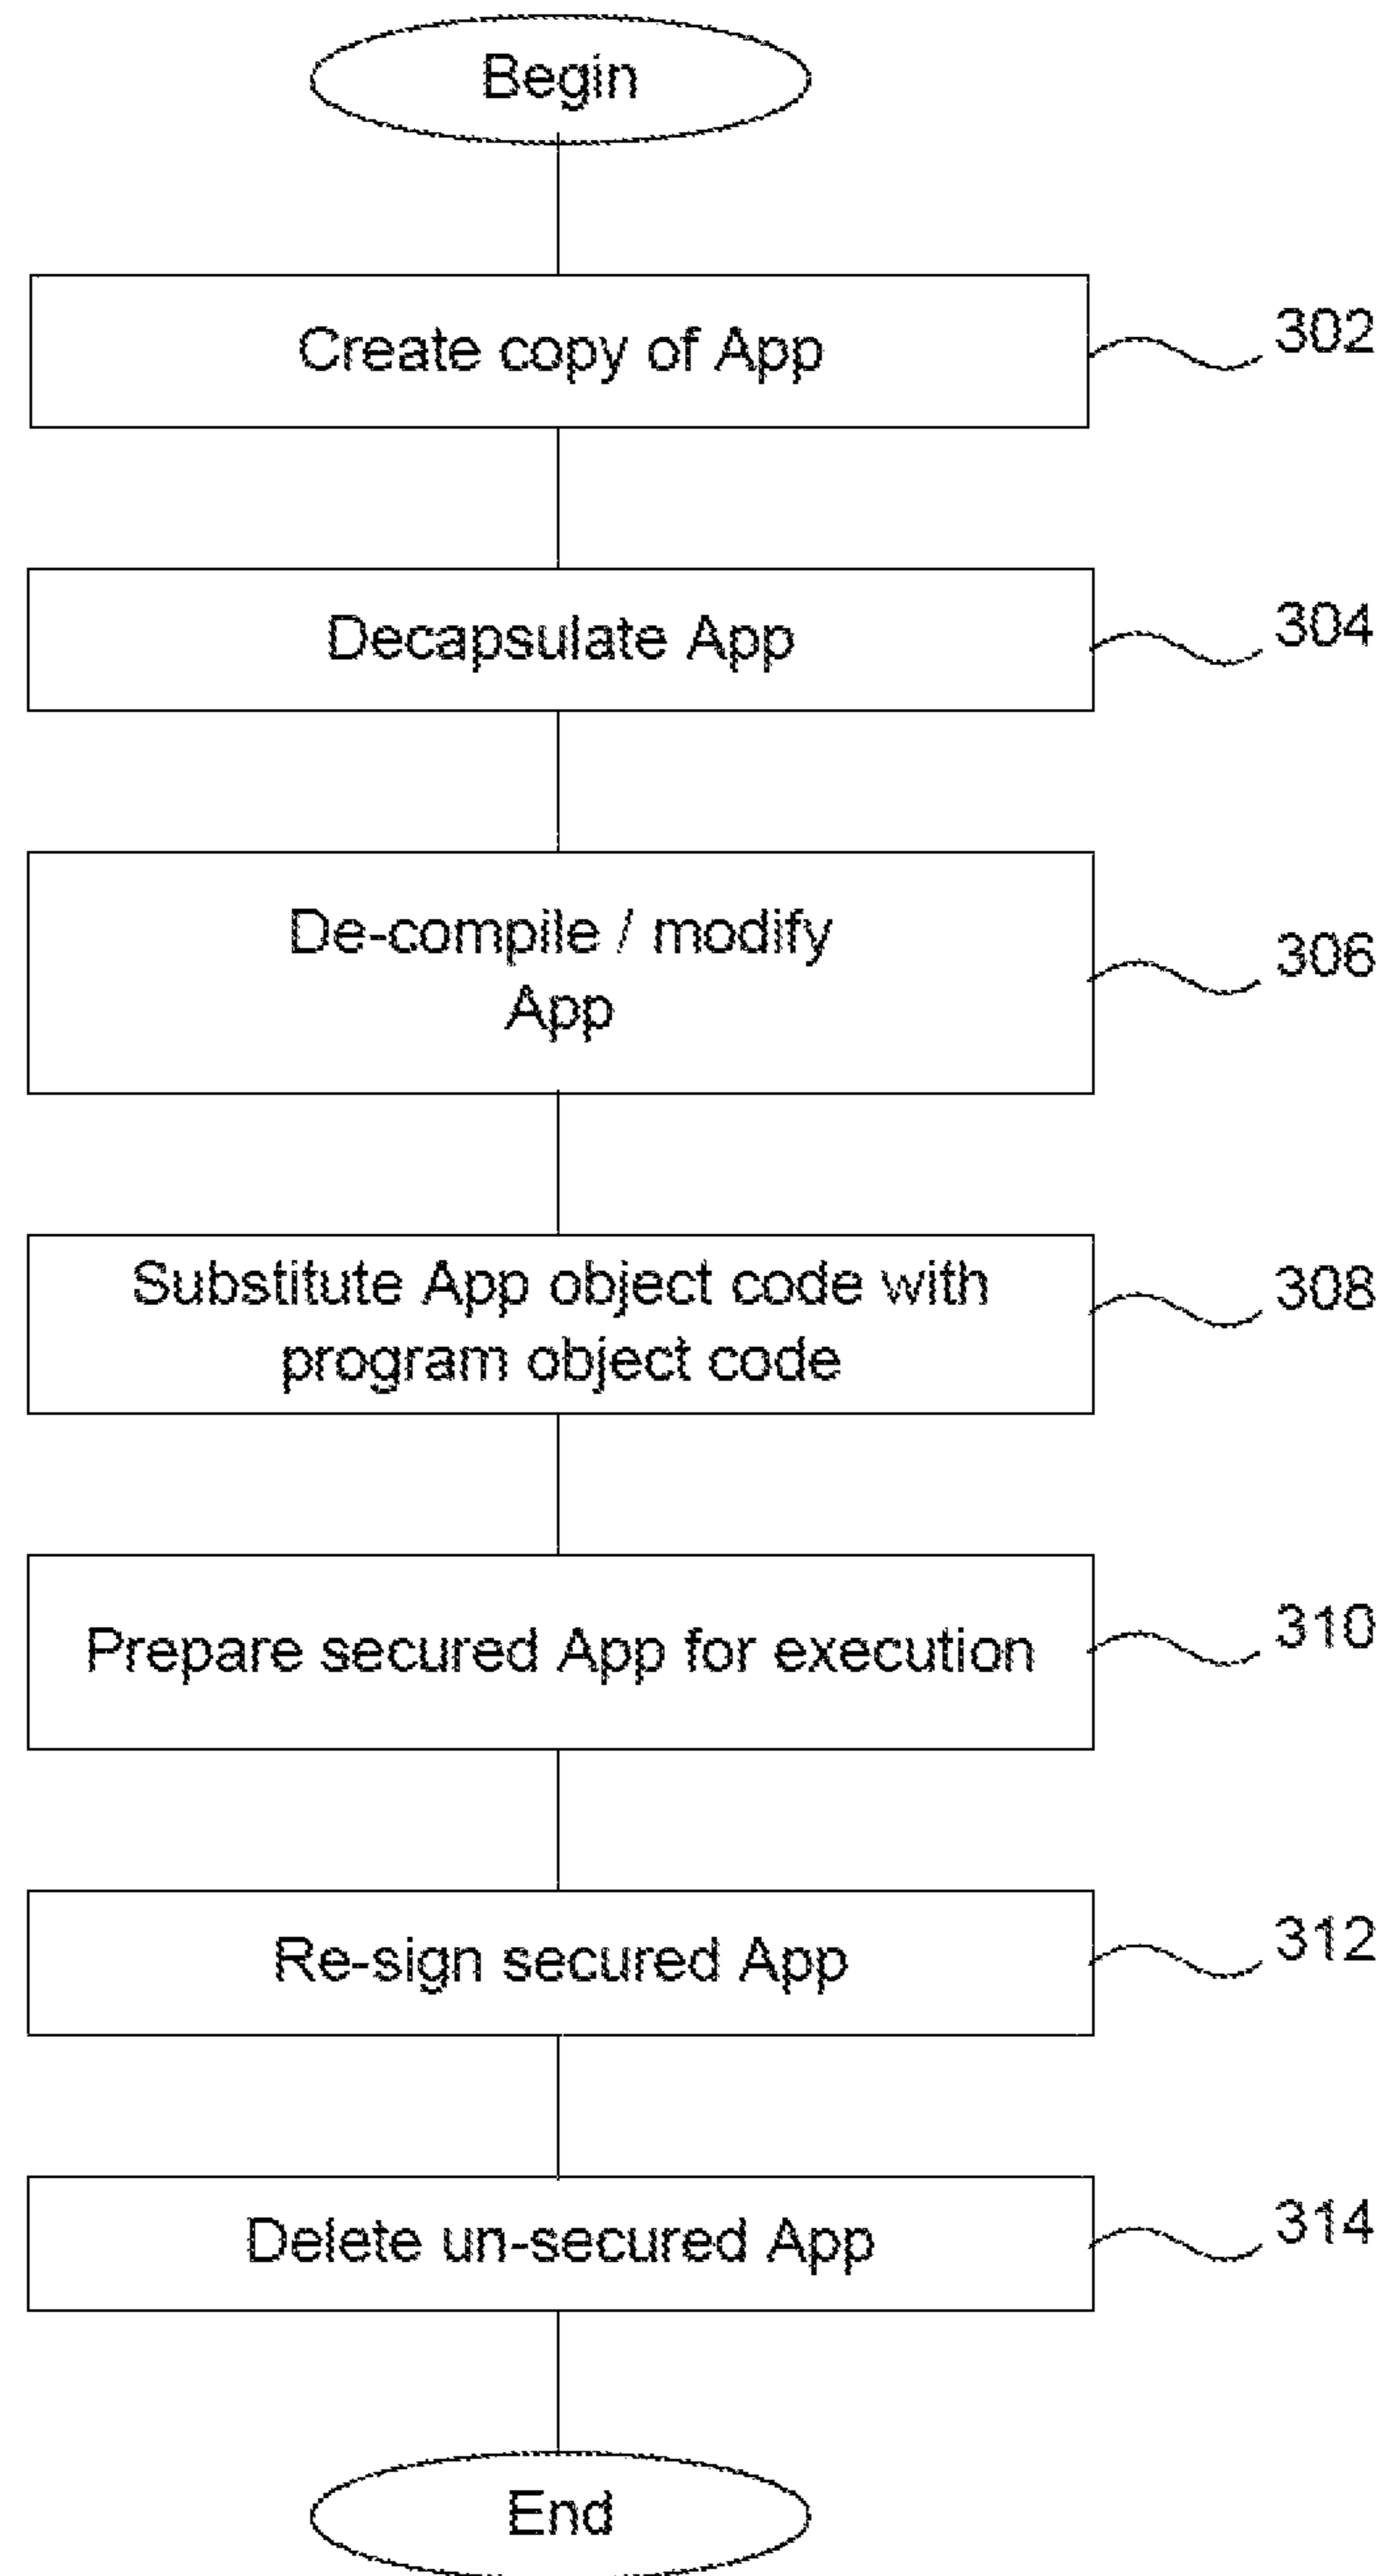 Begin
Create copy of App
302
Decapsulate App
304
De-compile / modify
App
306
Substitute App object code with
program object code
308
Prepare secured App for execution
310
Re-sign secured App
312
Delete un-secured App
314
End